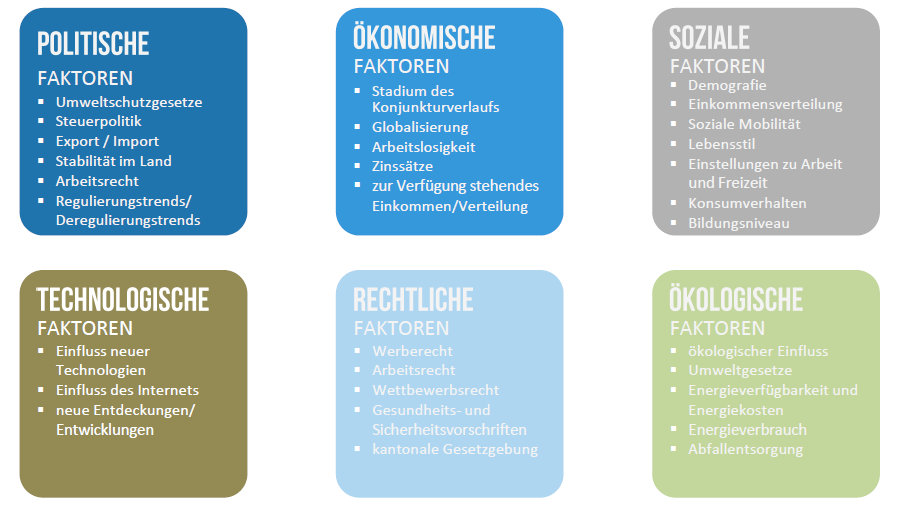 POLITISCHE
FAKTOREN
▪ Umweltschutzgesetze
▪ Steuerpolitik
▪ Export / Import
▪ Stabilität im Land
▪ Arbeitsrecht
▪ Regulierungstrends/
Deregulierungstrends
ÖKONOMISCHE
FAKTOREN
▪ Stadium des
Konjunkturverlaufs
▪ Globalisierung
▪ Arbeitslosigkeit
▪ Zinssätze
▪ zur Verfügung stehendes
Einkommen/Verteilung
SOZIALE
FAKTOREN
▪ Demografie
▪ Einkommensverteilung
▪ Soziale Mobilität
▪ Lebensstil
▪ Einstellungen zu Arbeit
und Freizeit
▪ Konsumverhalten
▪ Bildungsniveau
TECHNOLOGISCHE
FAKTOREN
▪ Einfluss neuer
Technologien
▪ Einfluss des Internets
▪ neue Entdeckungen/
Entwicklungen
RECHTLICHE
FAKTOREN
▪ Werberecht
▪ Arbeitsrecht
▪ Wettbewerbsrecht
▪ Gesundheits- und
Sicherheitsvorschriften
▪ kantonale Gesetzgebung
ÖKOLOGISCHE
FAKTOREN
▪ ökologischer Einfluss
▪ Umweltgesetze
▪ Energieverfügbarkeit und
Energiekosten
▪ Energieverbrauch
▪ Abfallentsorgung